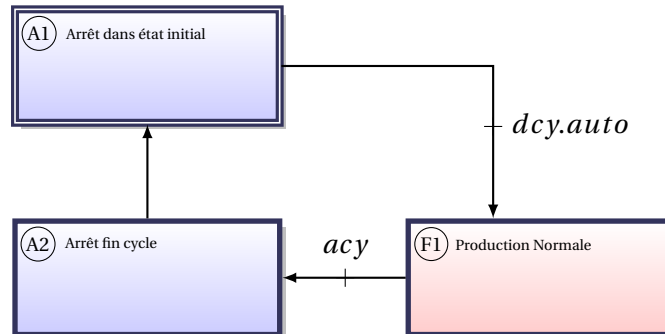 A1 Arrêt dans état initial
dcy.auto
A2 Arrêt fin cycle
acy
F1 Production Normale